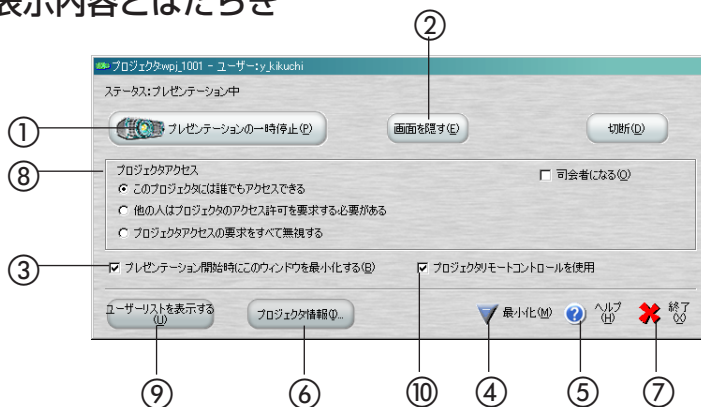 表示内容とはたらき
②
プロジェクタwpj_1001 - ユーザー:y_kikuchi
ステータス:プレゼンテーション中
① プレゼンテーションの一時停止(P) 画面を隠す(E) 切断(D)
⑧ プロジェクタアクセス 司会者になる(O)
このプロジェクタには誰でもアクセスできる
他の人はプロジェクタのアクセス許可を要求する必要がある
プロジェクタアクセスの要求をすべて無視する
③ プレゼンテーション開始時にこのウィンドウを最小化する(B) プロジェクタリモートコントロールを使用
ユーザーリストを表示する(U) プロジェクタ情報(I)... 最小化(M) ヘルプ(H) 終了(X)
⑨ ⑥ ⑩ ④ ⑤ ⑦